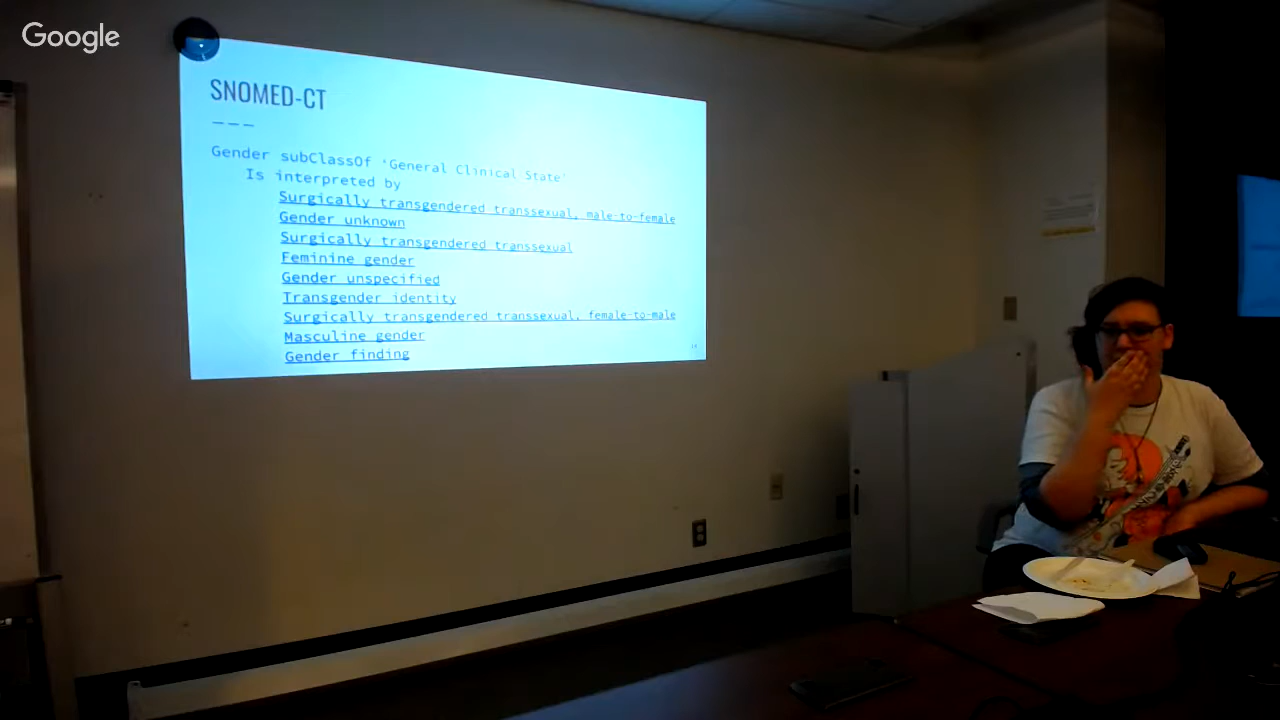 Google
SNOMED-CT
Gender subClassOf 'General Clinical State'
Is interpreted by
Surgically transgendered transsexual, male-to-female
Gender unknown
Surgically transgendered transsexual
Feminine gender
Gender unspecified
Transgender identity
Surgically transgendered transsexual, female-to-male
Masculine gender
Gender finding